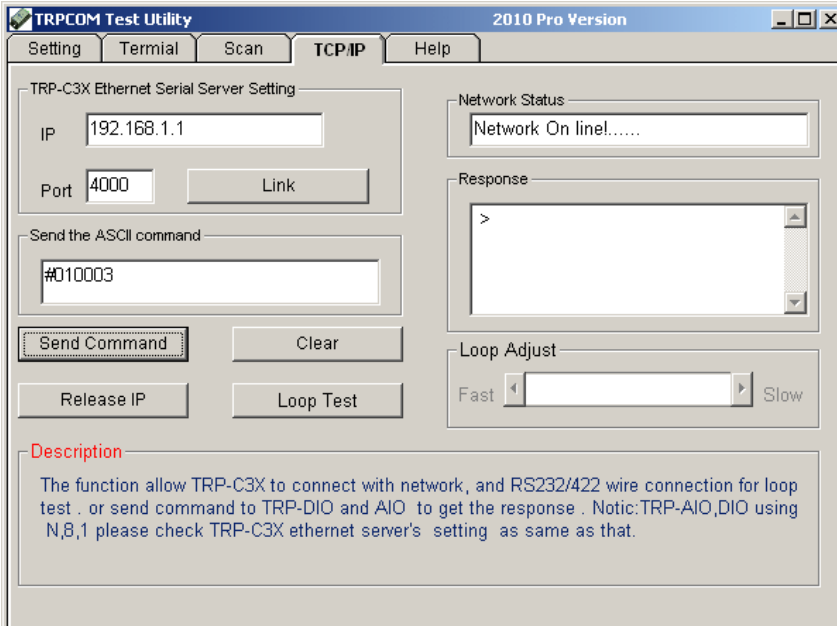 TRPCOM Test Utility 2010 Pro Version
Setting Termial Scan TCP/IP Help
TRP-C3X Ethernet Serial Server Setting
IP 192.168.1.1
Port 4000 Link
Send the ASCII command
#010003
Send Command Clear
Release IP Loop Test
Network Status
Network On line!......
Response
>
Loop Adjust
Fast Slow
Description
The function allow TRP-C3X to connect with network, and RS232/422 wire connection for loop
test . or send command to TRP-DIO and AIO to get the response . Notic:TRP-AIO,DIO using
N,8,1 please check TRP-C3X ethernet server's setting as same as that.